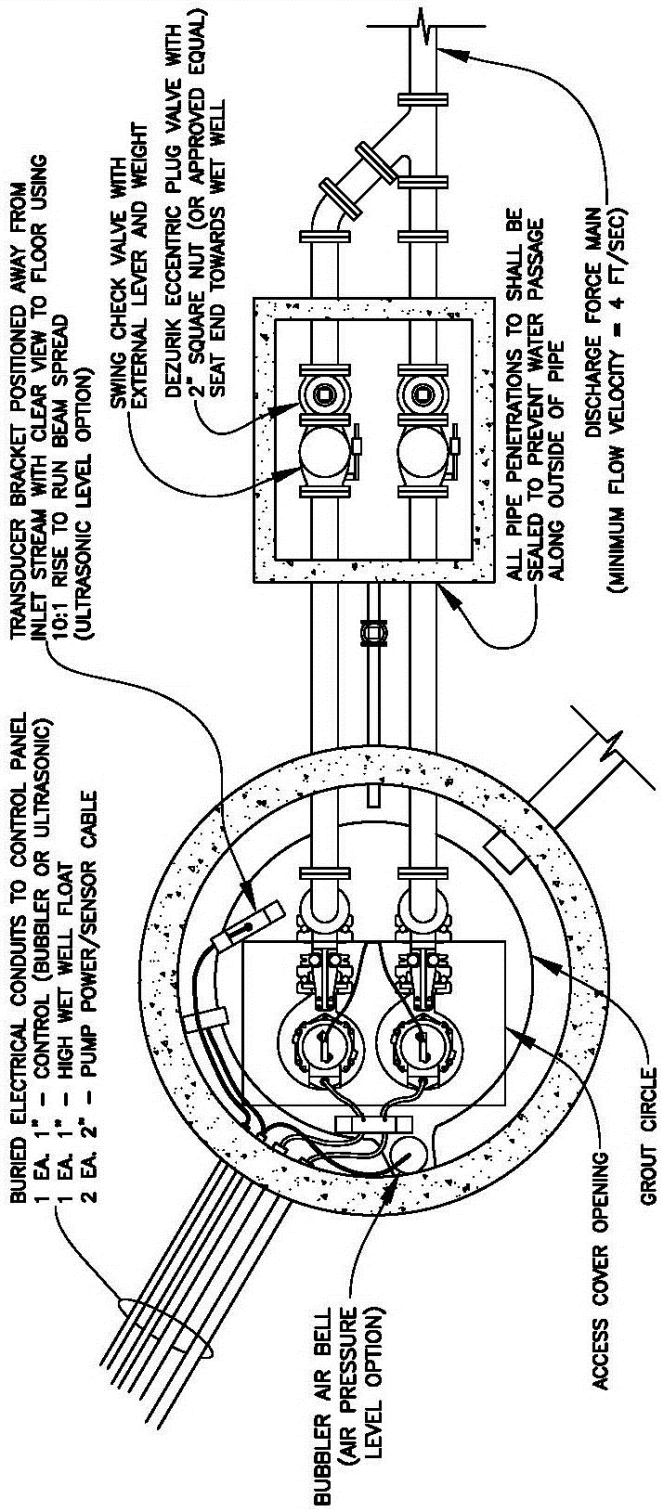 BURIED ELECTRICAL CONDUITS TO CONTROL PANEL
1 EA. 1" – CONTROL (BUBBLER OR ULTRASONIC)
1 EA. 1" – HIGH WET WELL FLOAT
2 EA. 2" – PUMP POWER/SENSOR CABLE
TRANSDUCER BRACKET POSITIONED AWAY FROM
INLET STREAM WITH CLEAR VIEW TO FLOOR USING
10:1 RISE TO RUN BEAM SPREAD
(ULTRASONIC LEVEL OPTION)
SWING CHECK VALVE WITH
EXTERNAL LEVER AND WEIGHT
DEZURIK ECCENTRIC PLUG VALVE WITH
2" SQUARE NUT (OR APPROVED EQUAL)
SEAT END TOWARDS WET WELL
BUBBLER AIR BELL
(AIR PRESSURE
LEVEL OPTION)
ACCESS COVER OPENING
GROUT CIRCLE
ALL PIPE PENETRATIONS TO SHALL BE
SEALED TO PREVENT WATER PASSAGE
ALONG OUTSIDE OF PIPE
DISCHARGE FORCE MAIN
(MINIMUM FLOW VELOCITY = 4 FT/SEC)